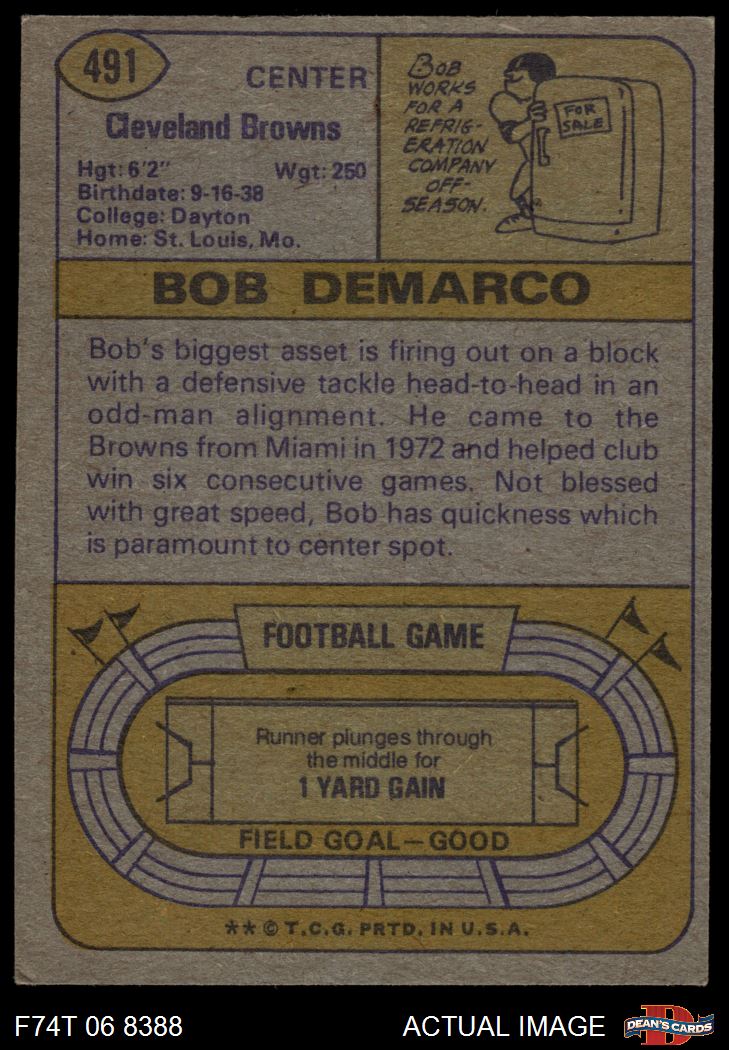 491
CENTER
Cleveland Browns
Hgt: 6'2" Wgt: 250
Birthdate: 9-16-38
College: Dayton
Home: St. Louis, Mo.
BOB
WORKS
FOR A
REFRIG-
ERATION
COMPANY
OFF-
SEASON.
FOR
SALE
BOB DEMARCO
Bob's biggest asset is firing out on a block
with a defensive tackle head-to-head in an
odd-man alignment. He came to the
Browns from Miami in 1972 and helped club
win six consecutive games. Not blessed
with great speed, Bob has quickness which
is paramount to center spot.
FOOTBALL GAME
Runner plunges through
the middle for
1 YARD GAIN
FIELD GOAL—GOOD
** © T.C.G. PRTD. IN U.S.A.
F74T 06 8388
ACTUAL IMAGE
D
DEAN'S CARDS